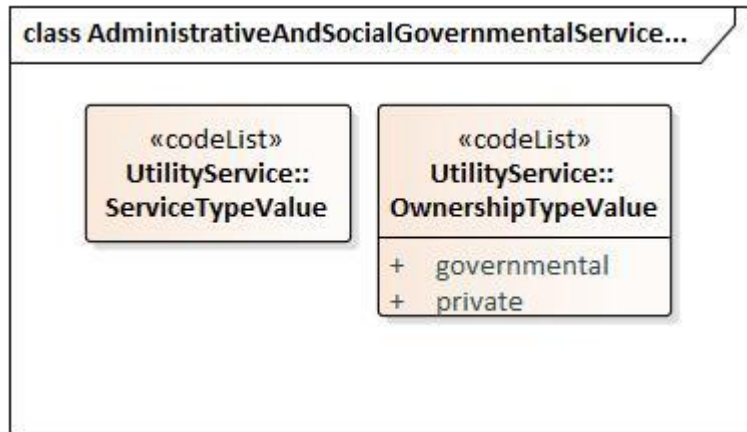 class AdministrativeAndSocialGovernmentalService...
«codeList»
UtilityService::
ServiceTypeValue
«codeList»
UtilityService::
OwnershipTypeValue
+ governmental
+ private